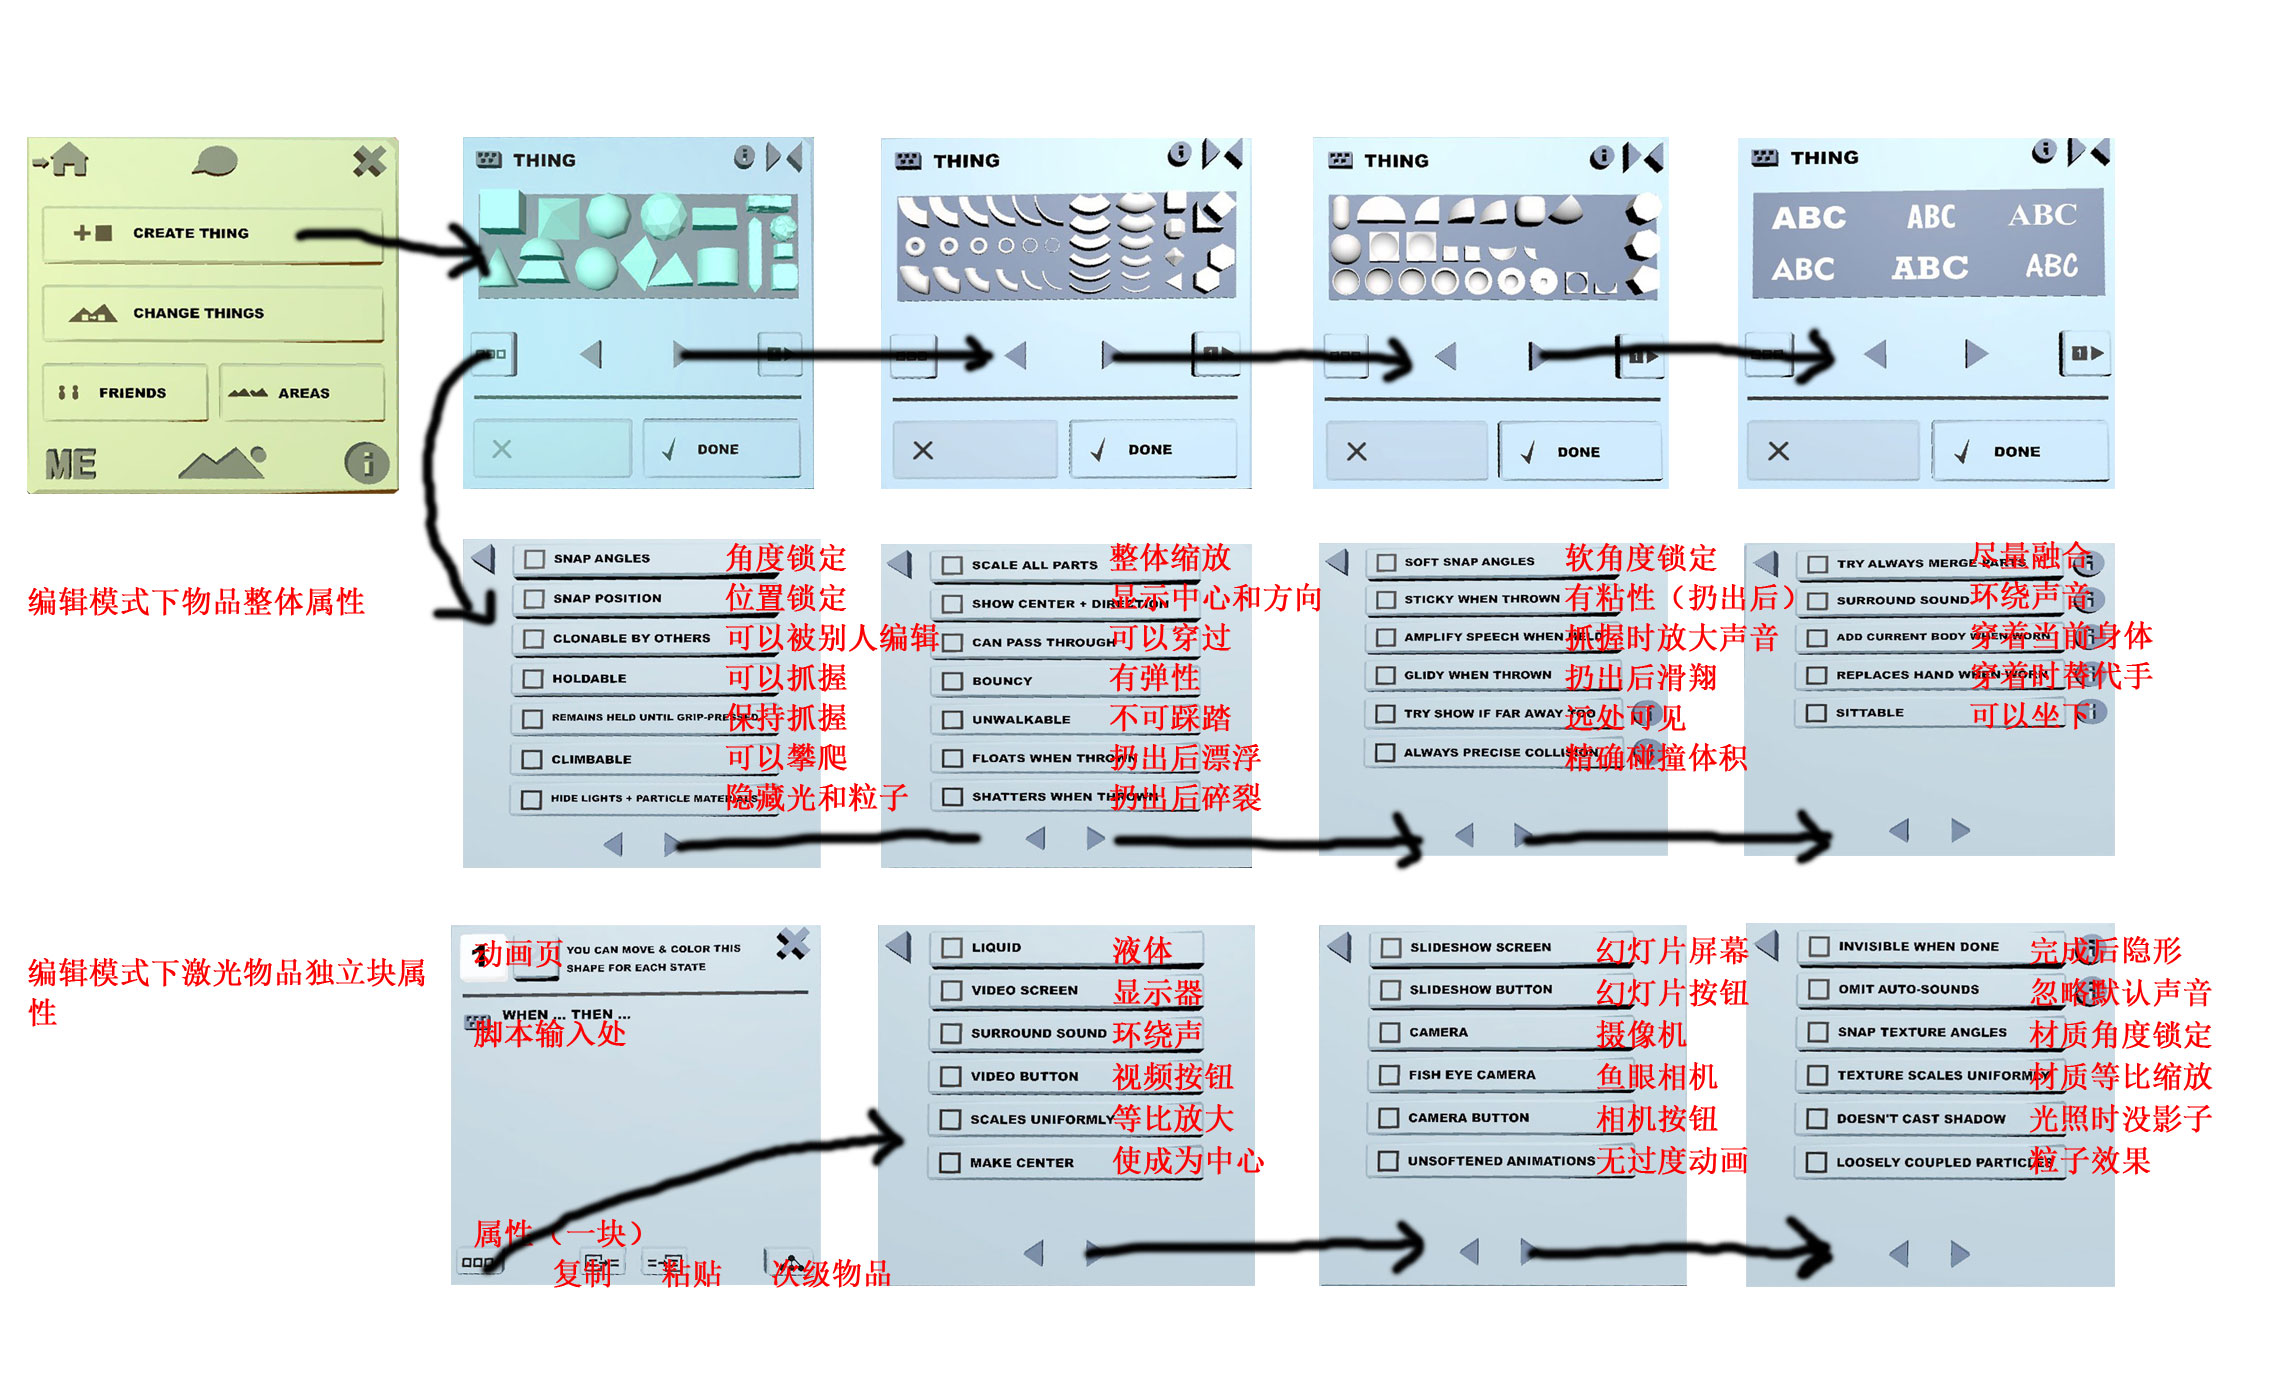 CREATE THING
CHANGE THINGS
FRIENDS
AREAS
ME
THING
DONE
THING
DONE
THING
DONE
THING
ABC ABC ABC
ABC ABC ABC
1
DONE
编辑模式下物品整体属性
SNAP ANGLES 角度锁定
SNAP POSITION 位置锁定
CLONABLE BY OTHERS 可以被别人编辑
HOLDABLE 可以抓握
REMAINS HELD UNTIL GRIP-PRESSED 保持抓握
CLIMBABLE 可以攀爬
HIDE LIGHTS + PARTICLE MATERIALS 隐藏光和粒子
SCALE ALL PARTS 整体缩放
SHOW CENTER + DIRECTION 显示中心和方向
CAN PASS THROUGH 可以穿过
BOUNCY 有弹性
UNWALKABLE 不可踩踏
FLOATS WHEN THROWN 扔出后漂浮
SHATTERS WHEN THROWN 扔出后碎裂
SOFT SNAP ANGLES 软角度锁定
STICKY WHEN THROWN 有粘性（扔出后）
AMPLIFY SPEECH WHEN HELD 抓握时放大声音
GLIDY WHEN THROWN 扔出后滑翔
TRY SHOW IF FAR AWAY TOO 远处可见
ALWAYS PRECISE COLLISION 精确碰撞体积
TRY ALWAYS MERGE PARTS 尽量融合
SURROUND SOUND 环绕声音
ADD CURRENT BODY WHEN WORN 穿着当前身体
REPLACES HAND WHEN WORN 穿着时替代手
SITTABLE 可以坐下
编辑模式下激光物品独立块属
性
1 动画页
YOU CAN MOVE & COLOR THIS
SHAPE FOR EACH STATE
WHEN ... THEN ...
脚本输入处
属性（一块）
复制 粘贴 次级物品
LIQUID 液体
VIDEO SCREEN 显示器
SURROUND SOUND 环绕声
VIDEO BUTTON 视频按钮
SCALES UNIFORMLY 等比放大
MAKE CENTER 使成为中心
SLIDESHOW SCREEN 幻灯片屏幕
SLIDESHOW BUTTON 幻灯片按钮
CAMERA 摄像机
FISH EYE CAMERA 鱼眼相机
CAMERA BUTTON 相机按钮
UNSOFTENED ANIMATIONS 无过度动画
INVISIBLE WHEN DONE 完成后隐形
OMIT AUTO-SOUNDS 忽略默认声音
SNAP TEXTURE ANGLES 材质角度锁定
TEXTURE SCALES UNIFORMLY 材质等比缩放
DOESN'T CAST SHADOW 光照时没影子
LOOSELY COUPLED PARTICLES 粒子效果